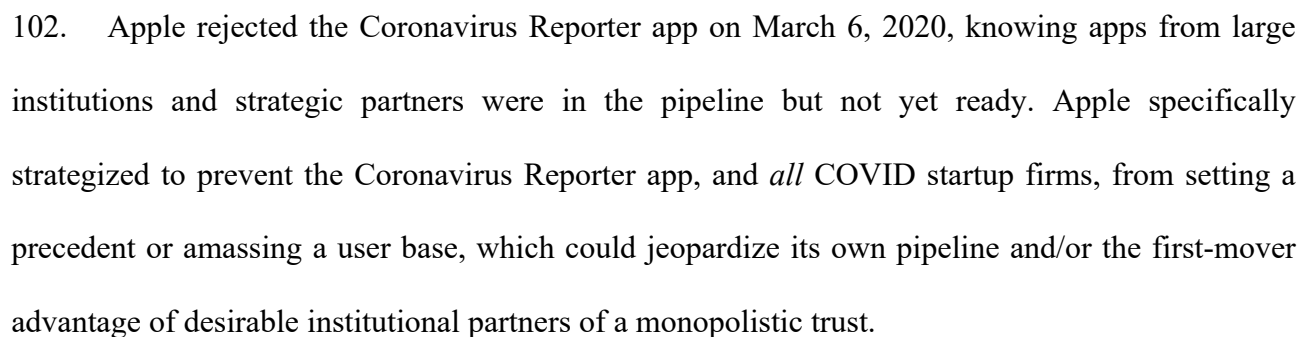 102. Apple rejected the Coronavirus Reporter app on March 6, 2020, knowing apps from large
institutions and strategic partners were in the pipeline but not yet ready. Apple specifically
strategized to prevent the Coronavirus Reporter app, and all COVID startup firms, from setting a
precedent or amassing a user base, which could jeopardize its own pipeline and/or the first-mover
advantage of desirable institutional partners of a monopolistic trust.